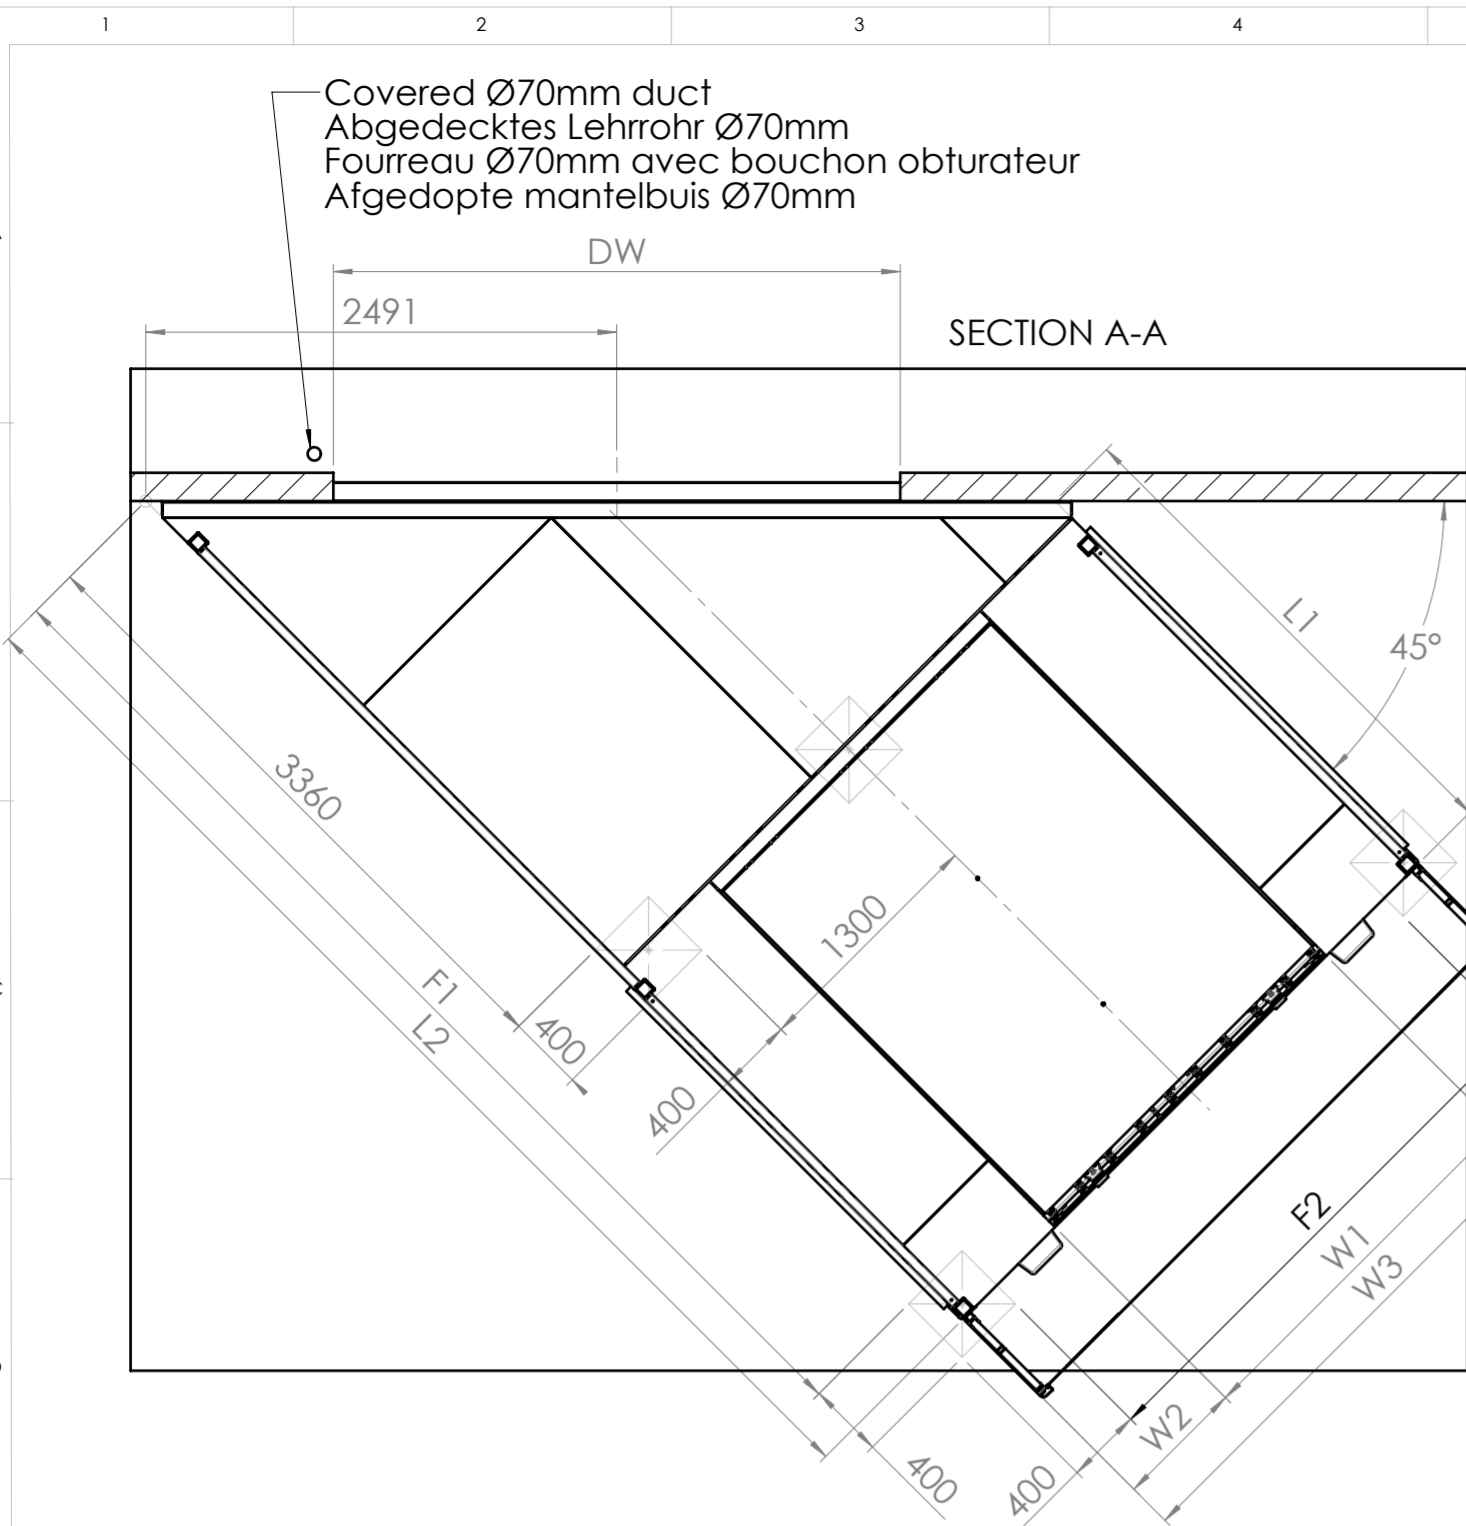 1
2
3
4
Covered Ø70mm duct
Abgedecktes Lehrrohr Ø70mm
Fourreau Ø70mm avec bouchon obturateur
Afgedopte mantelbuis Ø70mm
DW
2491
SECTION A-A
L1
45°
3360
1300
F1
L2
400
400
F2
W1
W3
W2
400
400